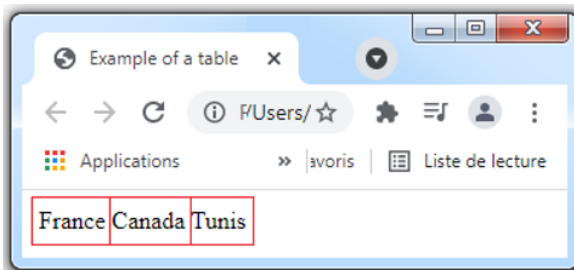 Example of a table
F/Users/
Applications » avoris Liste de lecture
France Canada Tunis